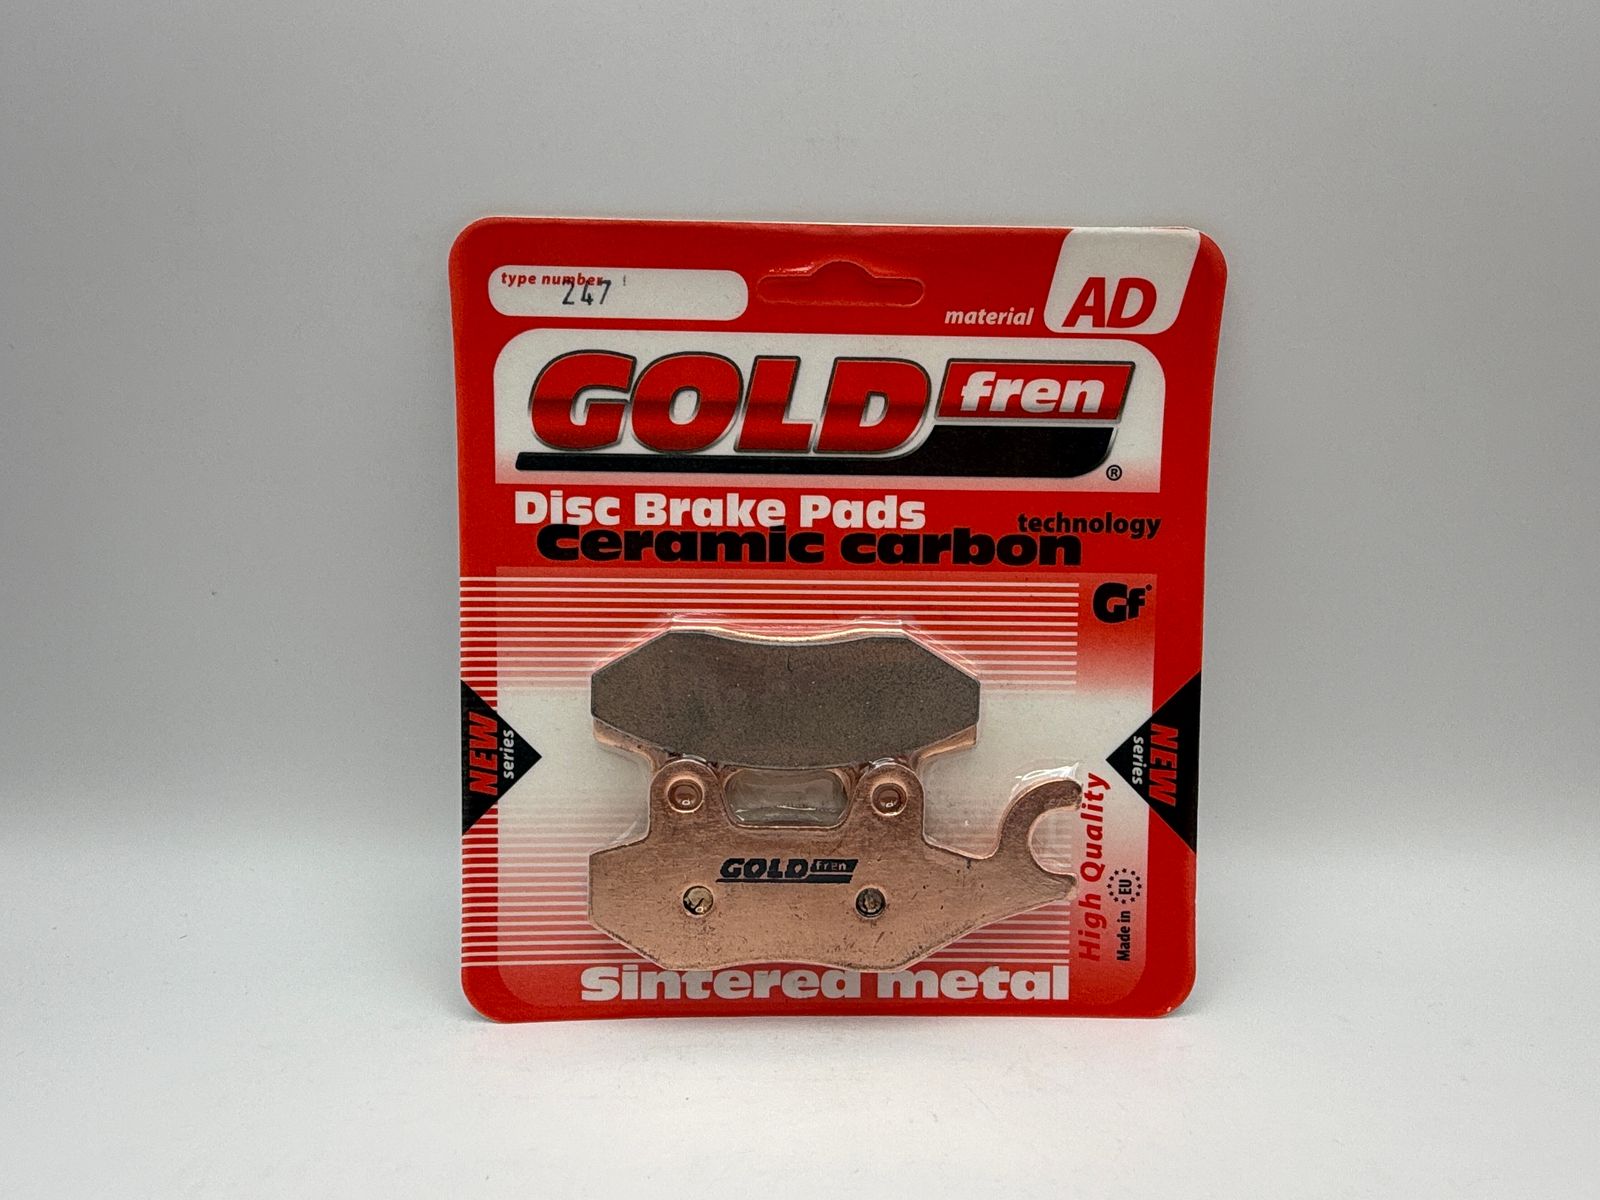 type number
247
material AD
GOLD fren ®
Disc Brake Pads
Ceramic carbon technology
Gf
NEW series
NEW series
GOLD fren
High Quality
Made in EU
Sintered metal